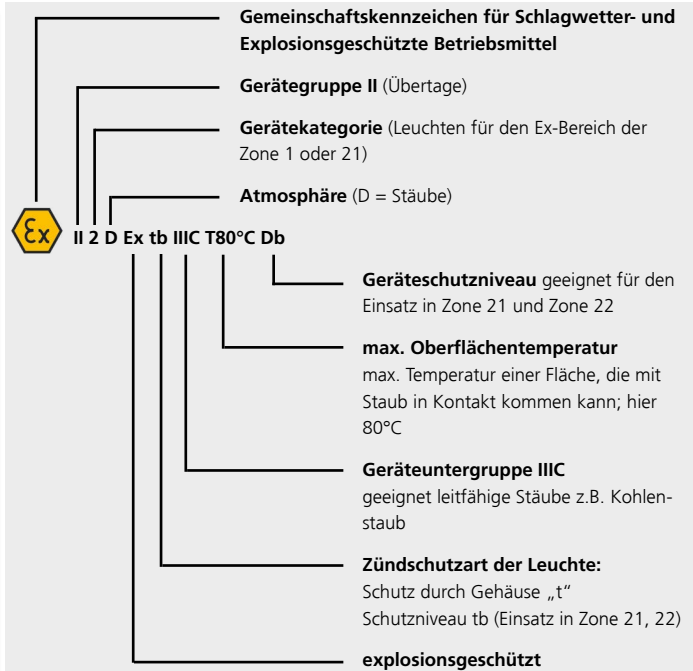 Gemeinschaftskennzeichen für Schlagwetter- und
Explosionsgeschützte Betriebsmittel
Gerätegruppe II (Übertage)
Gerätekategorie (Leuchten für den Ex-Bereich der
Zone 1 oder 21)
Atmosphäre (D = Stäube)
Ex II 2 D Ex tb IIIC T80°C Db
Geräteschutzniveau geeignet für den
Einsatz in Zone 21 und Zone 22
max. Oberflächentemperatur
max. Temperatur einer Fläche, die mit
Staub in Kontakt kommen kann; hier
80°C
Geräteuntergruppe IIIC
geeignet leitfähige Stäube z.B. Kohlen-
staub
Zündschutzart der Leuchte:
Schutz durch Gehäuse „t“
Schutzniveau tb (Einsatz in Zone 21, 22)
explosionsgeschützt